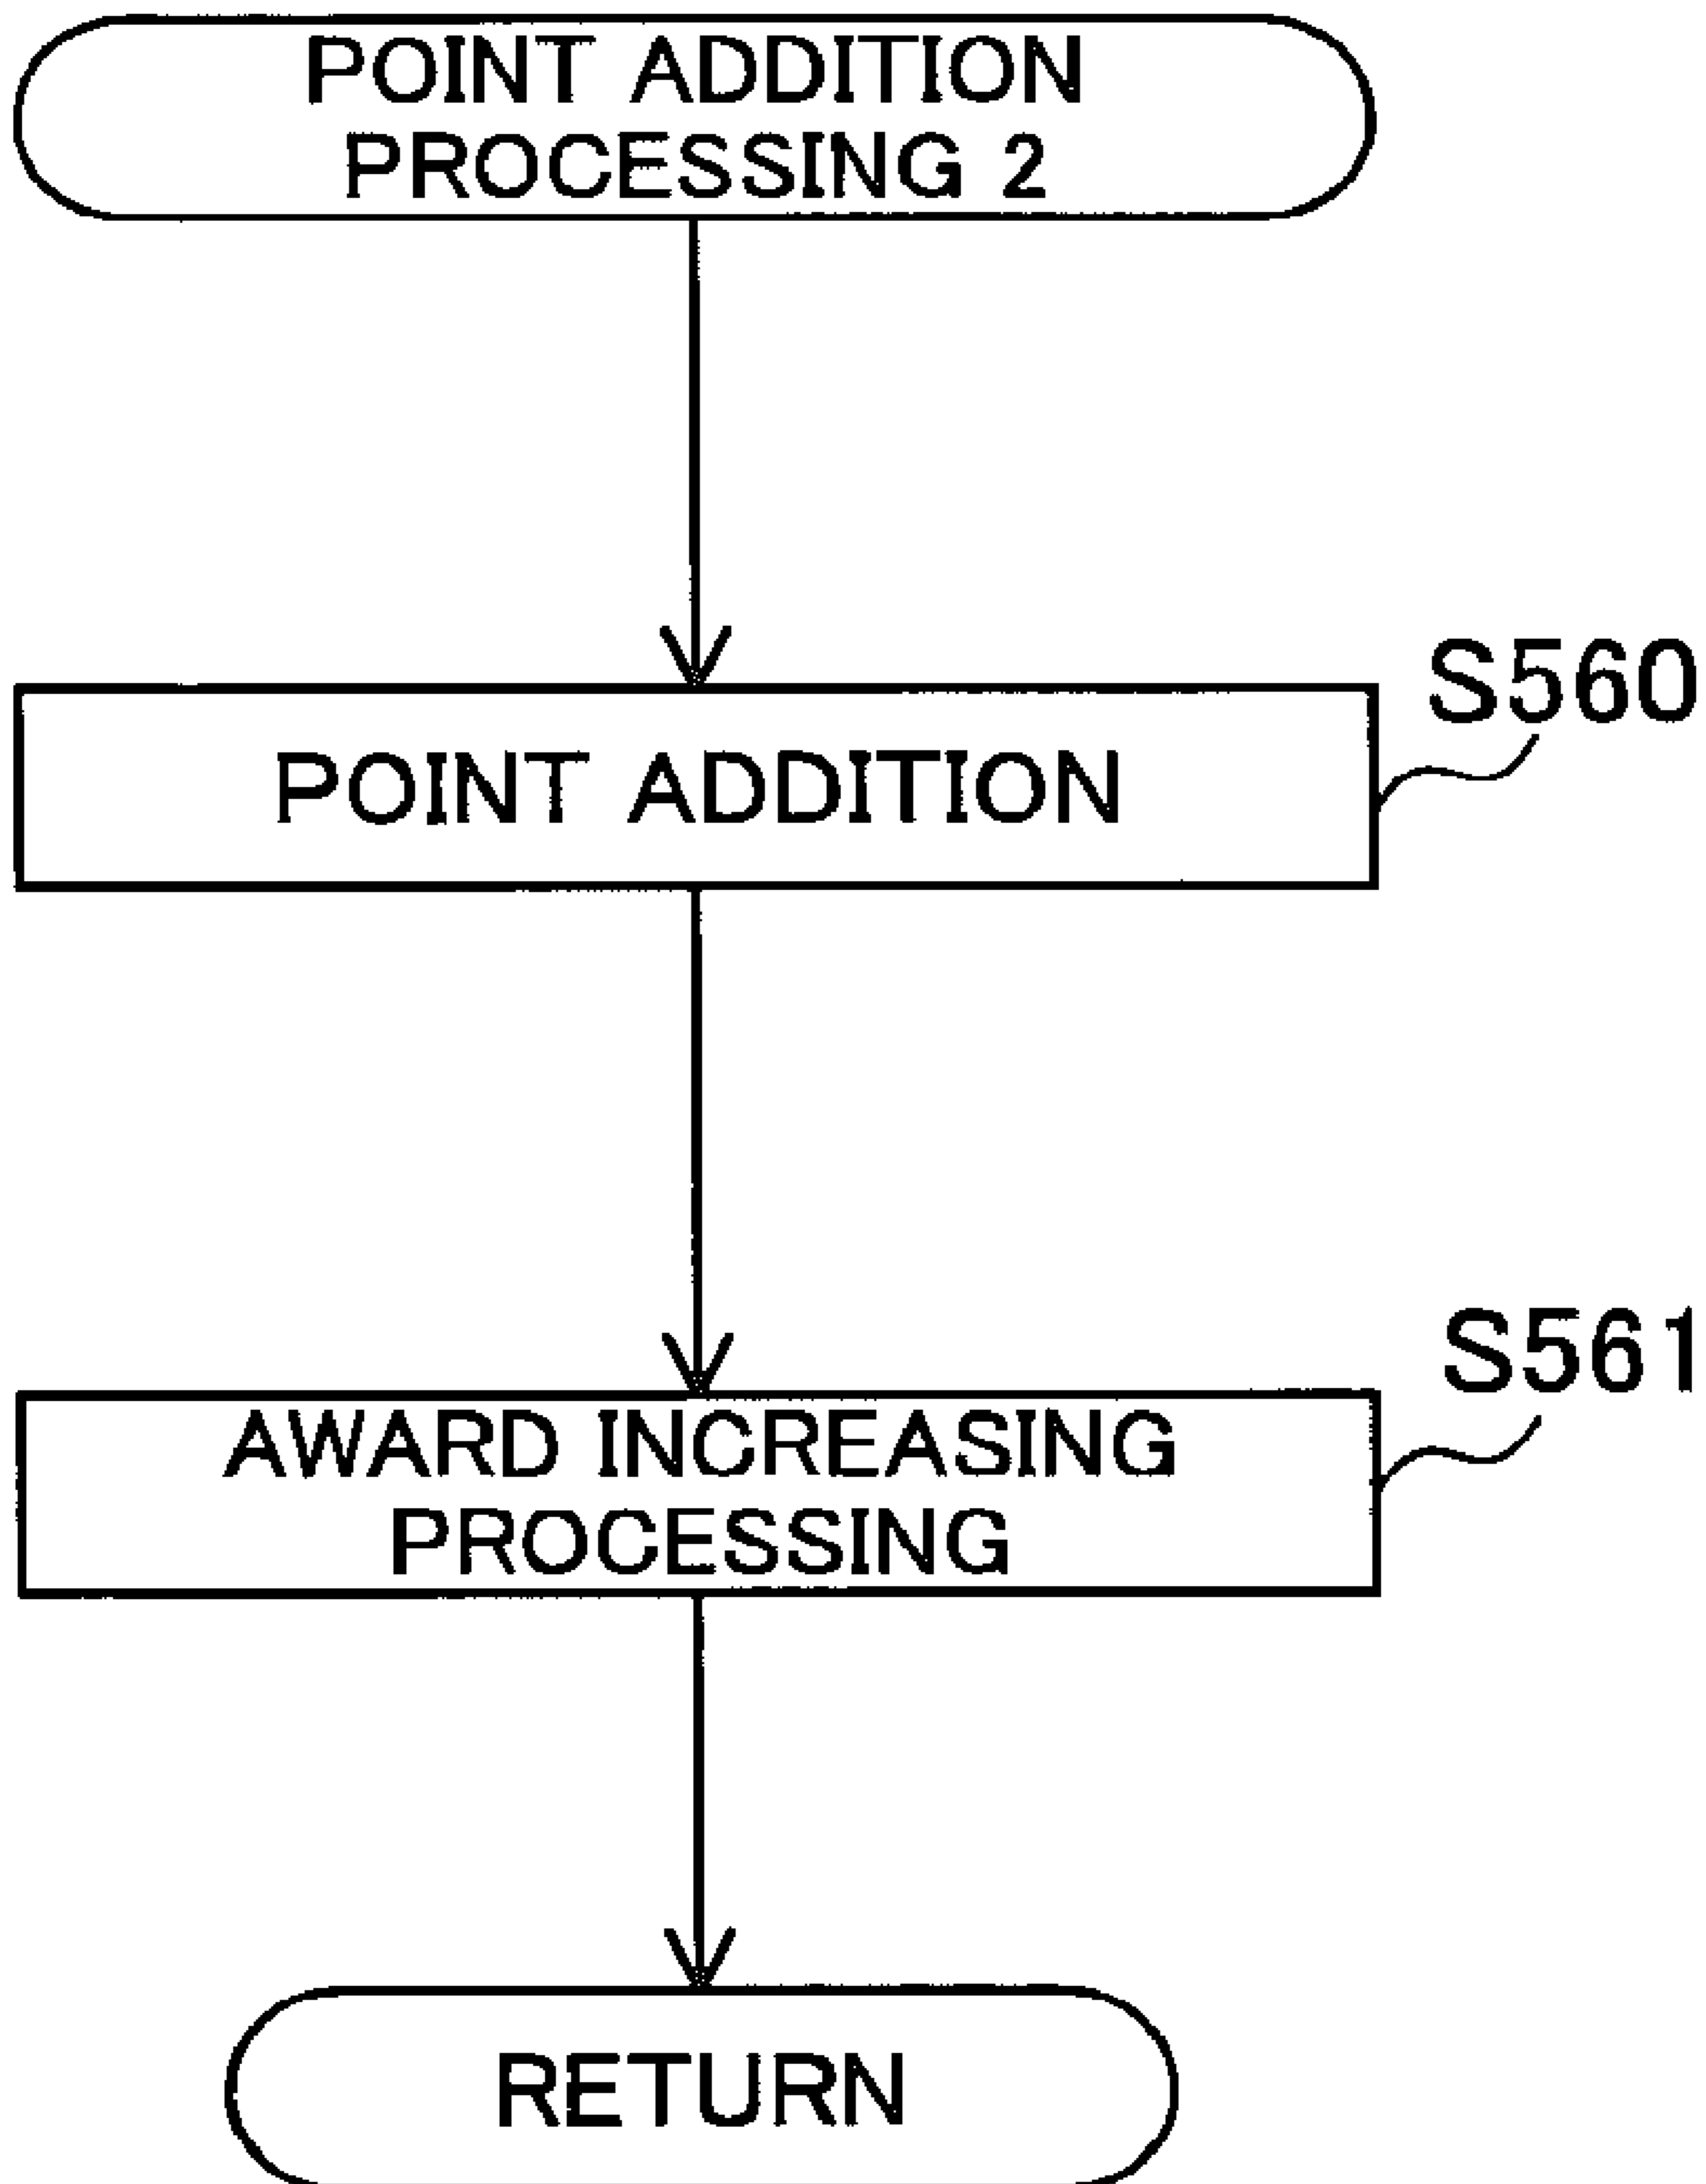 POINT ADDITION
PROCESSING 2
S560
POINT ADDITION
S561
AWARD INCREASING
PROCESSING
RETURN